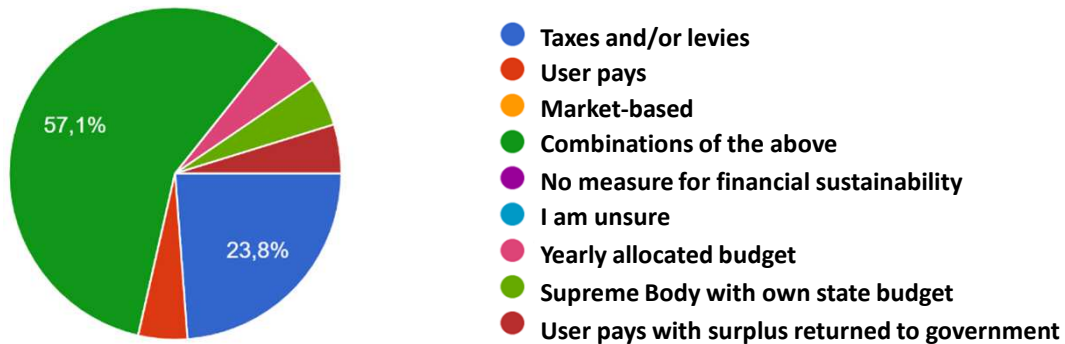 57,1%
23,8%
Taxes and/or levies
User pays
Market-based
Combinations of the above
No measure for financial sustainability
I am unsure
Yearly allocated budget
Supreme Body with own state budget
User pays with surplus returned to government